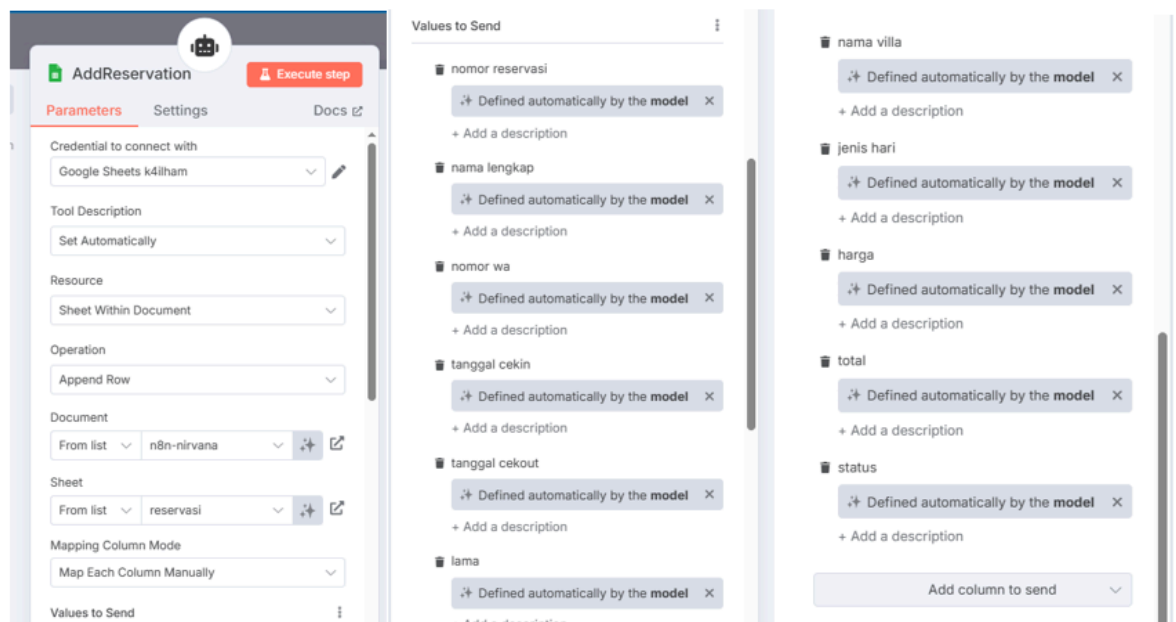 AddReservation
Execute step
Parameters
Settings
Docs
Credential to connect with
Google Sheets k4ilham
Tool Description
Set Automatically
Resource
Sheet Within Document
Operation
Append Row
Document
From list
n8n-nirvana
Sheet
From list
reservasi
Mapping Column Mode
Map Each Column Manually
Values to Send
Values to Send
nomor reservasi
Defined automatically by the model
+ Add a description
nama lengkap
Defined automatically by the model
+ Add a description
nomor wa
Defined automatically by the model
+ Add a description
tanggal cekin
Defined automatically by the model
+ Add a description
tanggal cekout
Defined automatically by the model
+ Add a description
lama
Defined automatically by the model
nama villa
Defined automatically by the model
+ Add a description
jenis hari
Defined automatically by the model
+ Add a description
harga
Defined automatically by the model
+ Add a description
total
Defined automatically by the model
+ Add a description
status
Defined automatically by the model
+ Add a description
Add column to send